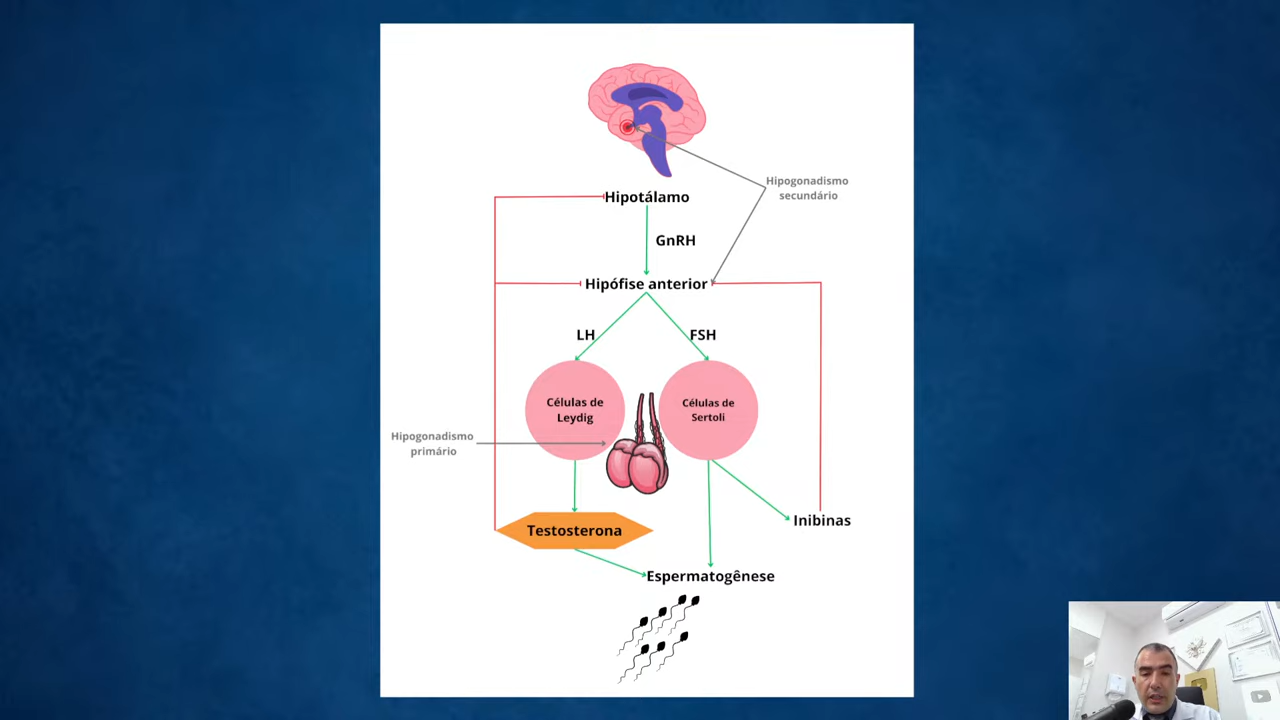 Hipogonadismo
secundário
Hipotálamo
GnRH
Hipófise anterior
LH
FSH
Células de
Leydig
Células de
Sertoli
Hipogonadismo
primário
Testosterona
Inibinas
Espermatogênese